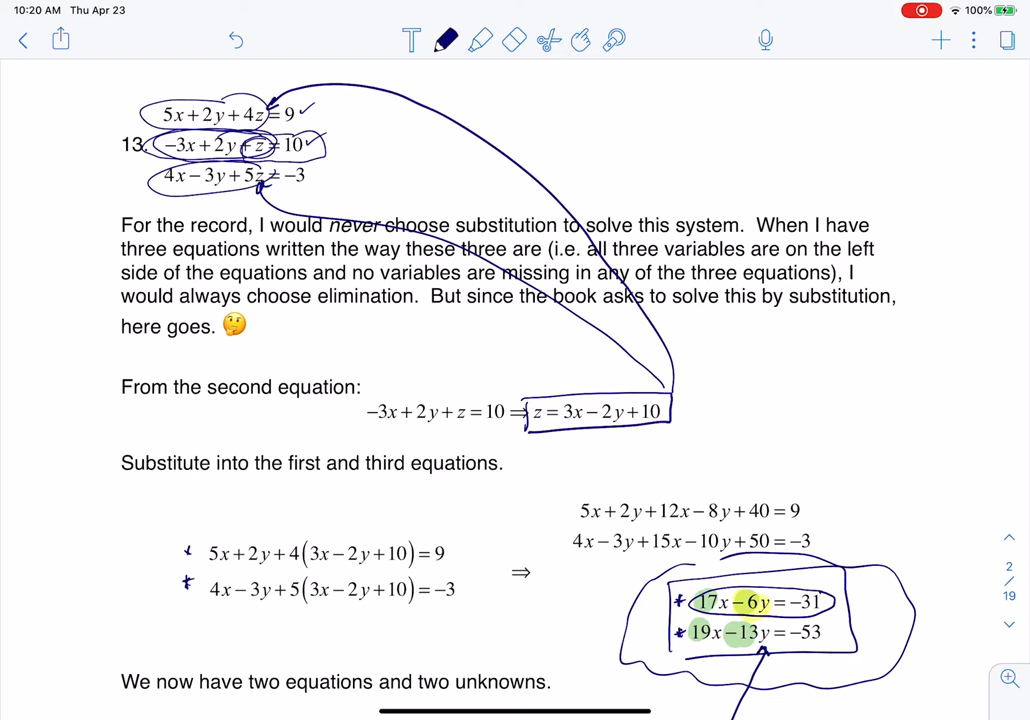 10:20 AM Thu Apr 23
100%
5x+2y+4z=9
13. −3x+2y+z=10
4x−3y+5z=−3
For the record, I would never choose substitution to solve this system. When I have
three equations written the way these three are (i.e. all three variables are on the left
side of the equations and no variables are missing in any of the three equations), I
would always choose elimination. But since the book asks to solve this by substitution,
here goes. 🤔
From the second equation:
−3x+2y+z=10⇒z=3x−2y+10
Substitute into the first and third equations.
5x+2y+4(3x−2y+10)=9
4x−3y+5(3x−2y+10)=−3
⇒
5x+2y+12x−8y+40=9
4x−3y+15x−10y+50=−3
17x−6y=−31
19x−13y=−53
We now have two equations and two unknowns.
2
/
19